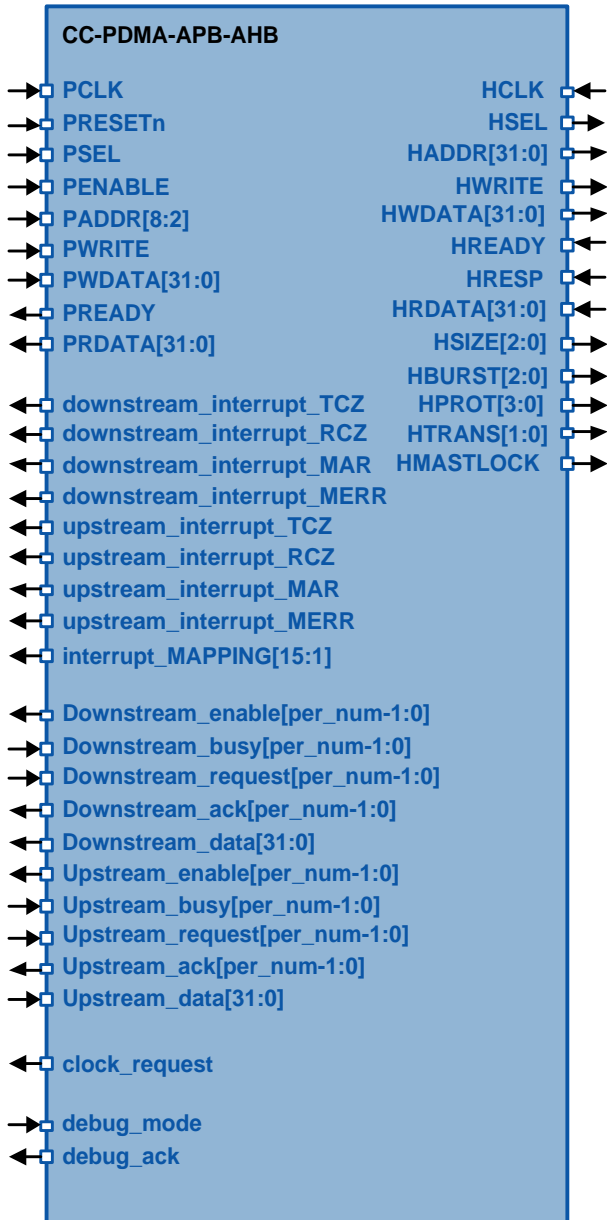 CC-PDMA-APB-AHB
PCLK
PRESETn
PSEL
PENABLE
PADDR[8:2]
PWRITE
PWDATA[31:0]
PREADY
PRDATA[31:0]
downstream_interrupt_TCZ
downstream_interrupt_RCZ
downstream_interrupt_MAR
downstream_interrupt_MERR
upstream_interrupt_TCZ
upstream_interrupt_RCZ
upstream_interrupt_MAR
upstream_interrupt_MERR
interrupt_MAPPING[15:1]
Downstream_enable[per_num-1:0]
Downstream_busy[per_num-1:0]
Downstream_request[per_num-1:0]
Downstream_ack[per_num-1:0]
Downstream_data[31:0]
Upstream_enable[per_num-1:0]
Upstream_busy[per_num-1:0]
Upstream_request[per_num-1:0]
Upstream_ack[per_num-1:0]
Upstream_data[31:0]
clock_request
debug_mode
debug_ack
HCLK
HSEL
HADDR[31:0]
HWRITE
HWDATA[31:0]
HREADY
HRESP
HRDATA[31:0]
HSIZE[2:0]
HBURST[2:0]
HPROT[3:0]
HTRANS[1:0]
HMASTLOCK